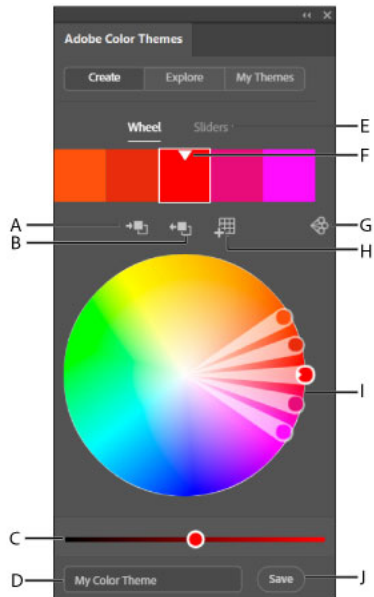 Adobe Color Themes
Create Explore My Themes
Wheel Sliders E
F
A G
B H
I
C
D My Color Theme Save J